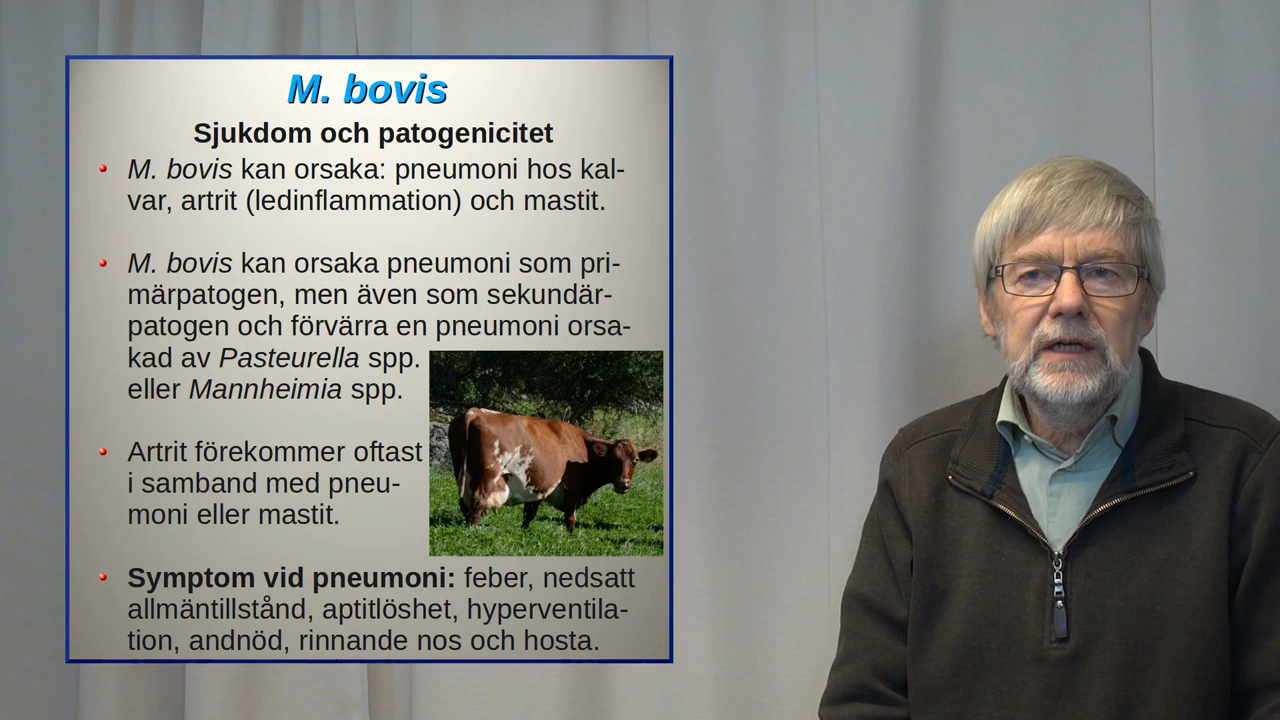 M. bovis
Sjukdom och patogenicitet
M. bovis kan orsaka: pneumoni hos kal-
var, artrit (ledinflammation) och mastit.
M. bovis kan orsaka pneumoni som pri-
märpatogen, men även som sekundär-
patogen och förvärra en pneumoni orsa-
kad av Pasteurella spp.
eller Mannheimia spp.
Artrit förekommer oftast
i samband med pneu-
moni eller mastit.
Symptom vid pneumoni: feber, nedsatt
allmäntillstånd, aptitlöshet, hyperventila-
tion, andnöd, rinnande nos och hosta.